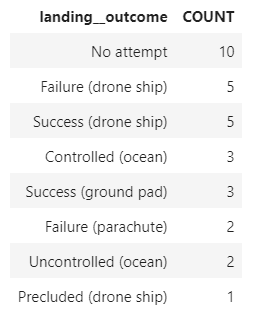 landing__outcome COUNT
No attempt 10
Failure (drone ship) 5
Success (drone ship) 5
Controlled (ocean) 3
Success (ground pad) 3
Failure (parachute) 2
Uncontrolled (ocean) 2
Precluded (drone ship) 1